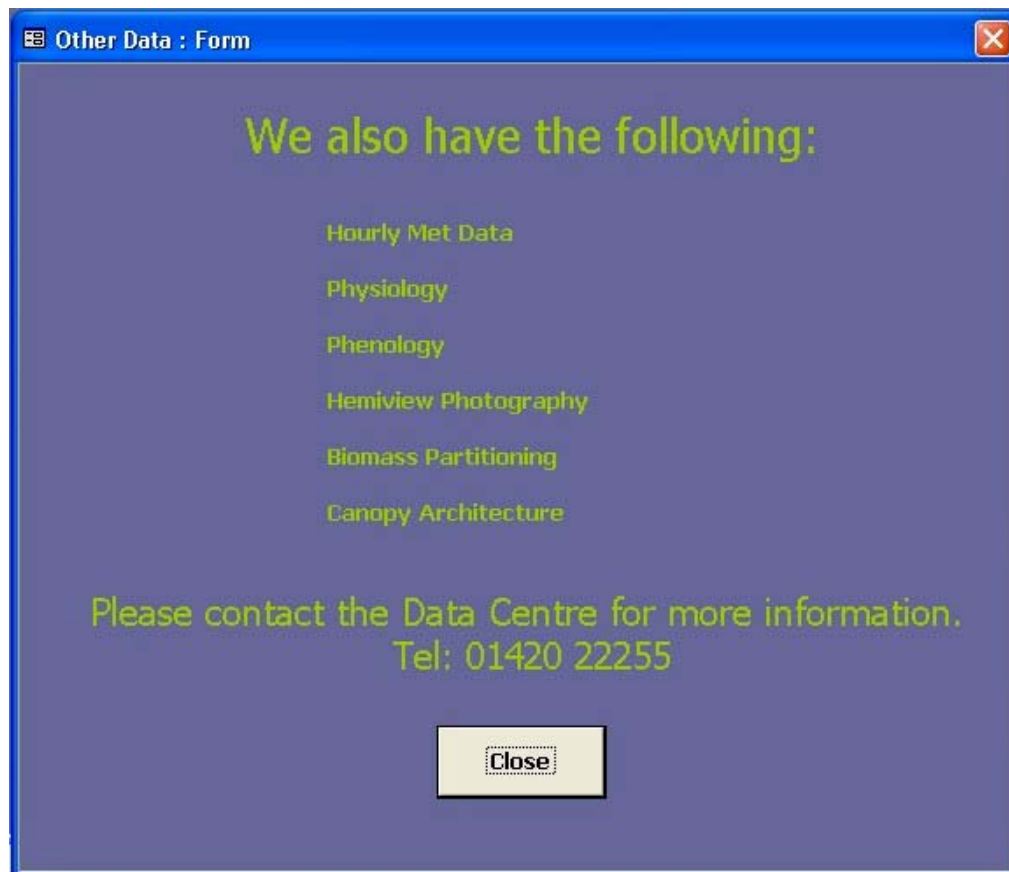 Other Data : Form
We also have the following:
Hourly Met Data
Physiology
Phenology
Hemiview Photography
Biomass Partitioning
Canopy Architecture
Please contact the Data Centre for more information.
Tel: 01420 22255
Close